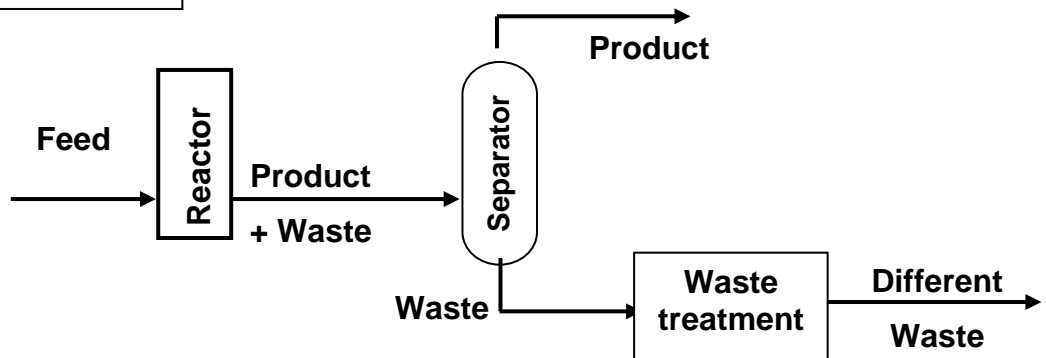 Product
Feed
Reactor
Product
+ Waste
Separator
Waste
Waste
treatment
Different
Waste